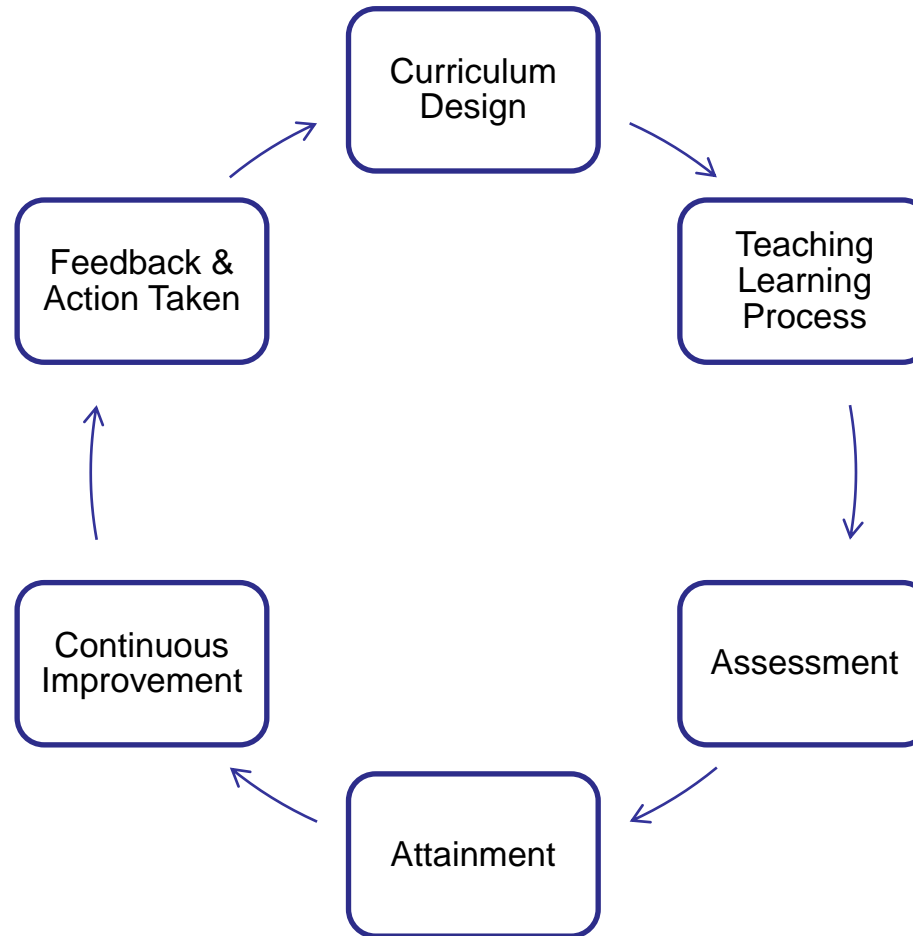 Curriculum
Design
Teaching
Learning
Process
Assessment
Attainment
Continuous
Improvement
Feedback &
Action Taken